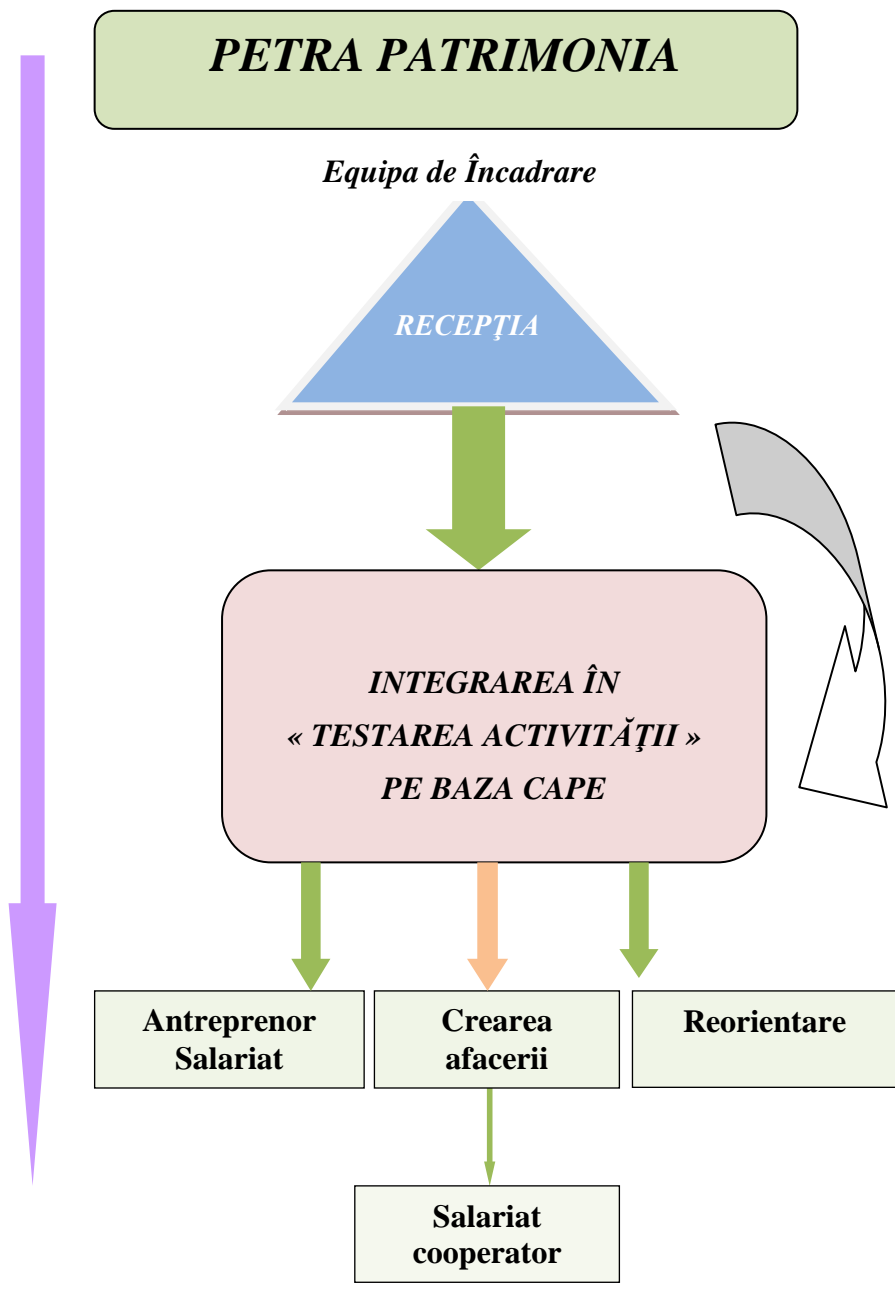 PETRA PATRIMONIA
Equipa de Încadrare
RECEPŢIA
INTEGRAREA ÎN
« TESTAREA ACTIVITĂŢII »
PE BAZA CAPE
Antreprenor
Salariat
Crearea
afacerii
Reorientare
Salariat
cooperator